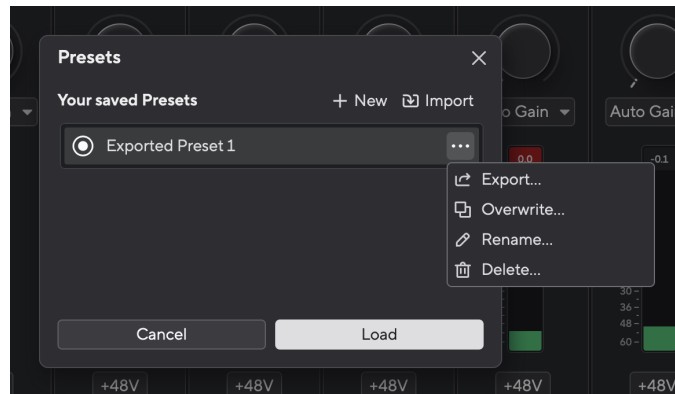 Presets
Your saved Presets
New
Import
Exported Preset 1
Export...
Overwrite...
Rename...
Delete...
Cancel
Load
o Gain
Auto Gai
0.0
-0.1
30
36
48
60
+48V
+48V
+48V
+48V
+48V